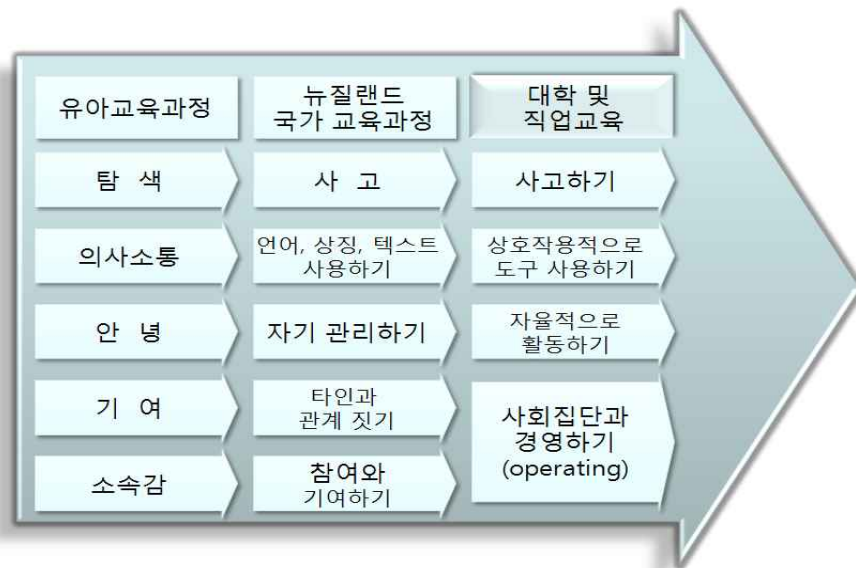 유아교육과정
뉴질랜드
국가 교육과정
대학 및
직업교육
탐 색
사 고
사고하기
의사소통
언어, 상징, 텍스트
사용하기
상호작용적으로
도구 사용하기
안 녕
자기 관리하기
자율적으로
활동하기
기 여
타인과
관계 짓기
사회집단과
경영하기
(operating)
소속감
참여와
기여하기